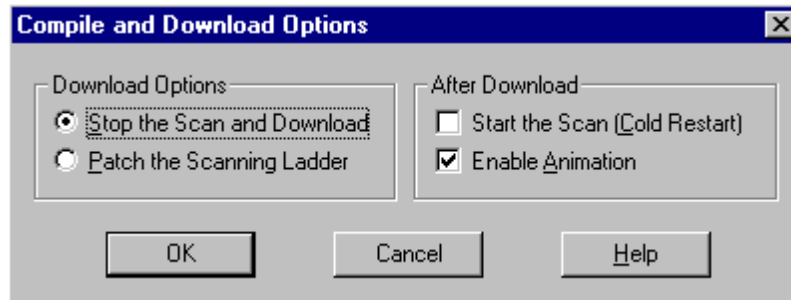 Compile and Download Options
Download Options
Stop the Scan and Download
Patch the Scanning Ladder
After Download
Start the Scan (Cold Restart)
Enable Animation
OK
Cancel
Help